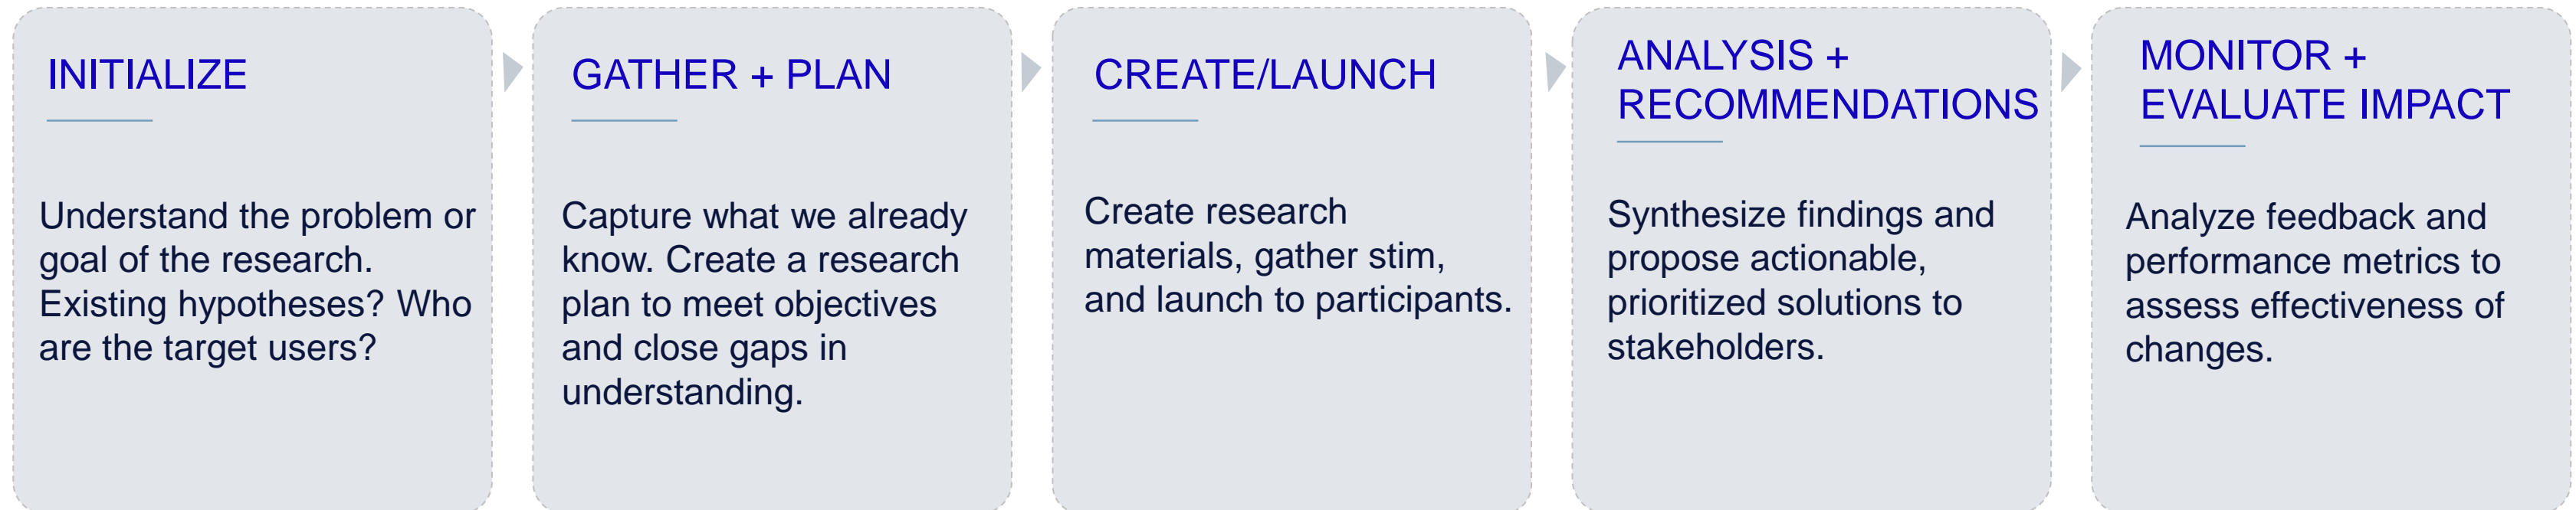 INITIALIZE
Understand the problem or
goal of the research.
Existing hypotheses? Who
are the target users?
GATHER + PLAN
Capture what we already
know. Create a research
plan to meet objectives
and close gaps in
understanding.
CREATE/LAUNCH
Create research
materials, gather stim,
and launch to participants.
ANALYSIS +
RECOMMENDATIONS
Synthesize findings and
propose actionable,
prioritized solutions to
stakeholders.
MONITOR +
EVALUATE IMPACT
Analyze feedback and
performance metrics to
assess effectiveness of
changes.